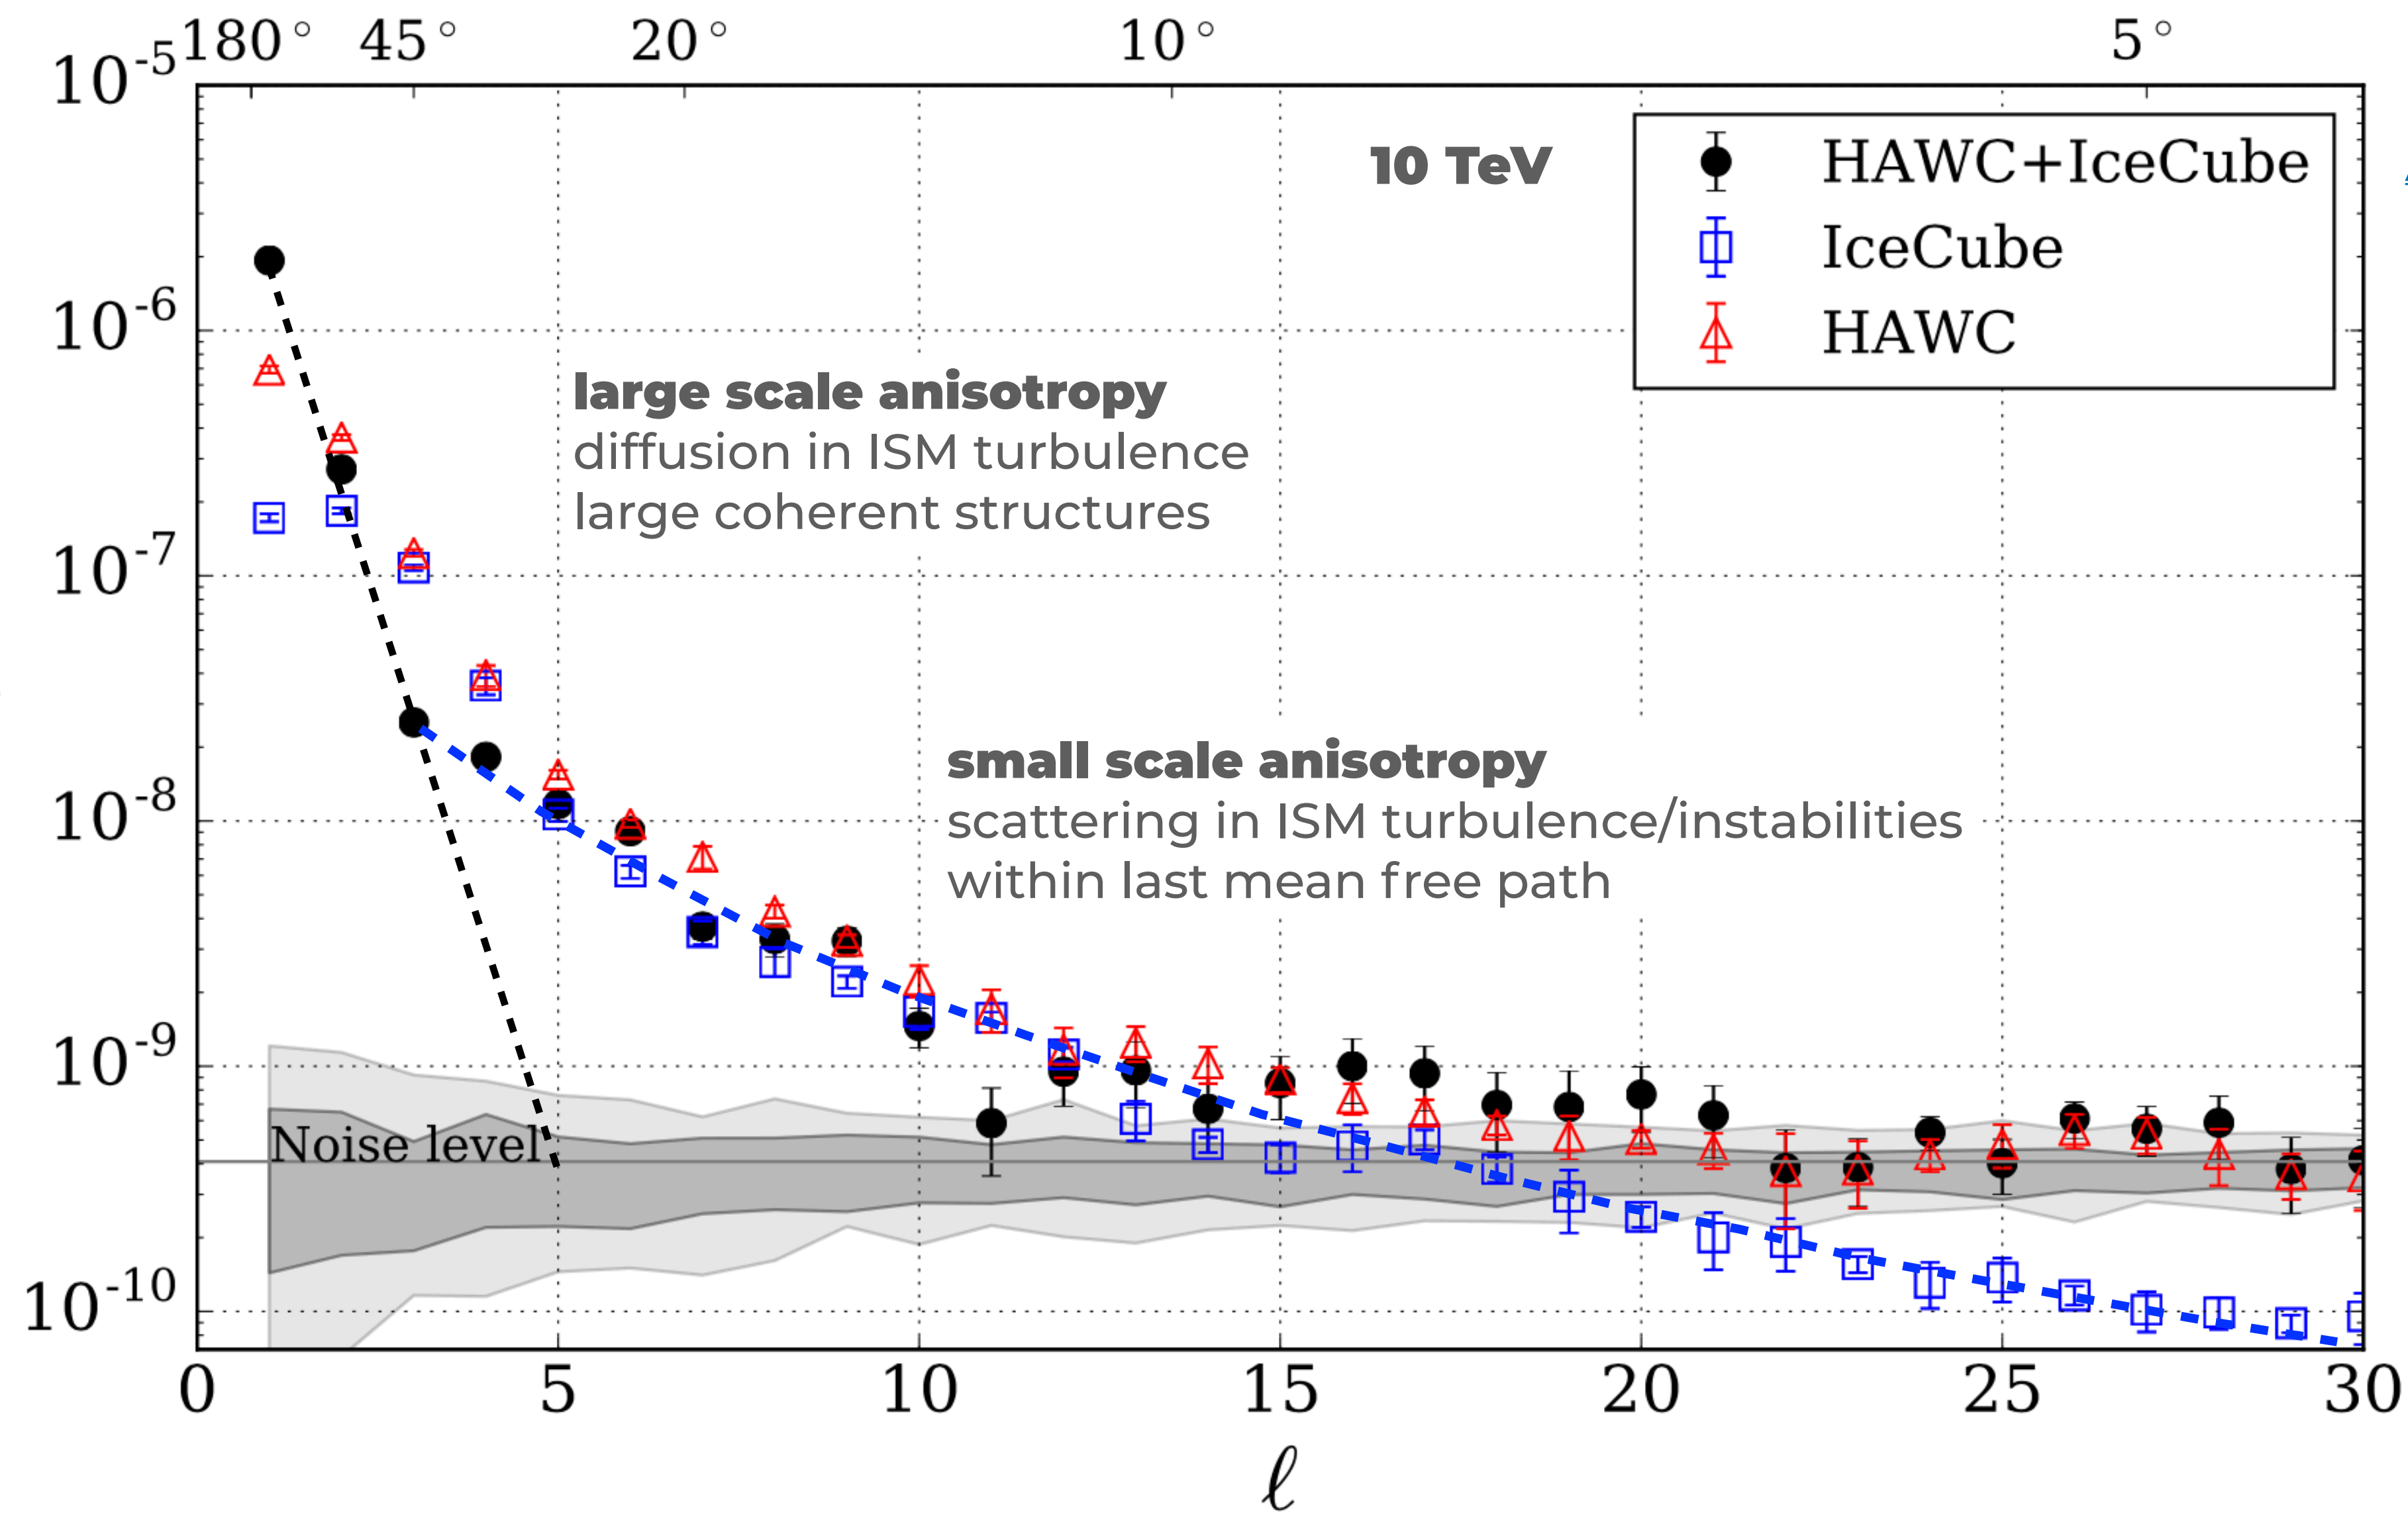 180° 45° 20° 10° 5°
10-5
10-6
10-7
10-8
10-9
10-10
10 TeV
HAWC+IceCube
IceCube
HAWC
large scale anisotropy
diffusion in ISM turbulence
large coherent structures
small scale anisotropy
scattering in ISM turbulence/instabilities
within last mean free path
Noise level
0 5 10 15 20 25 30
ℓ